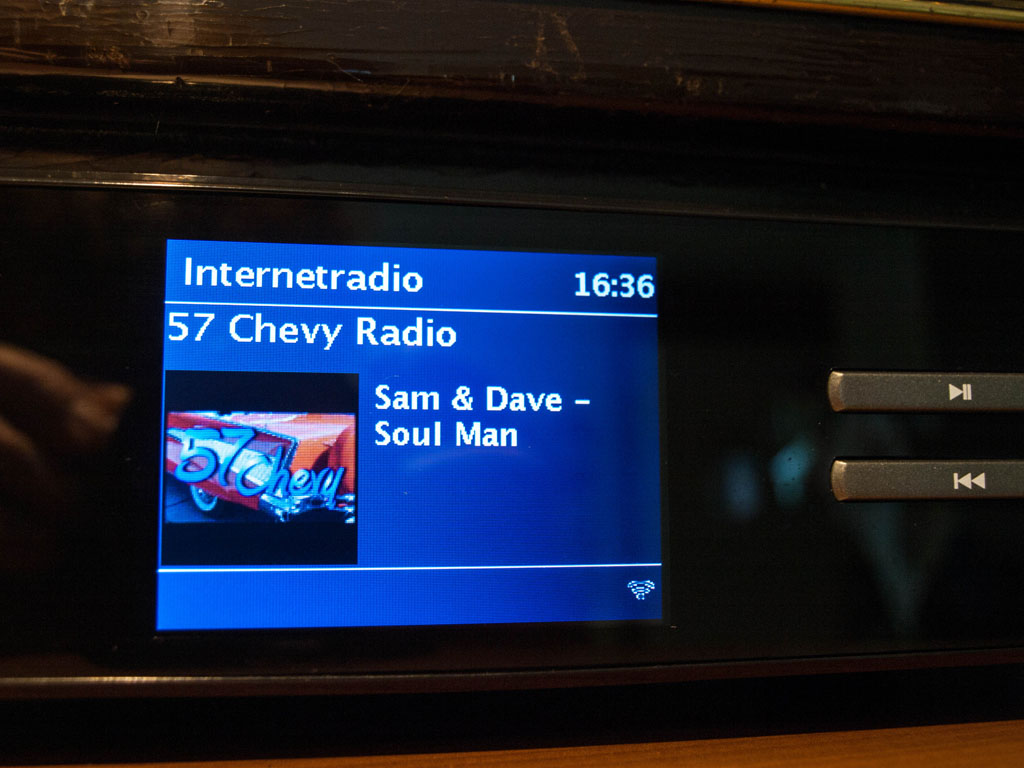 Internetradio 16:36
57 Chevy Radio
Sam & Dave –
Soul Man
57 Chevy